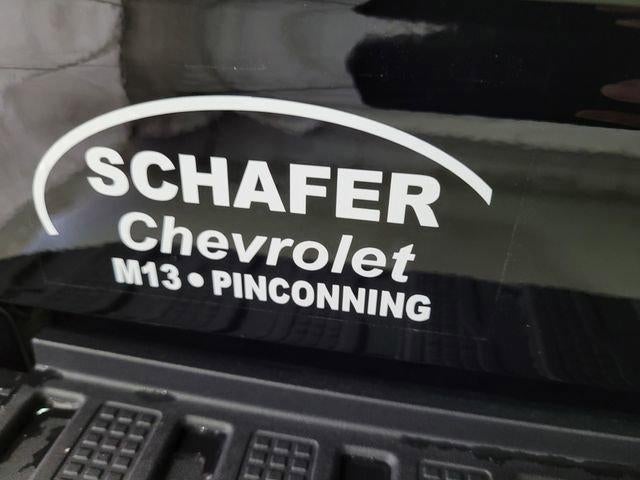 SCHAFER
Chevrolet
M13 • PINCONNING